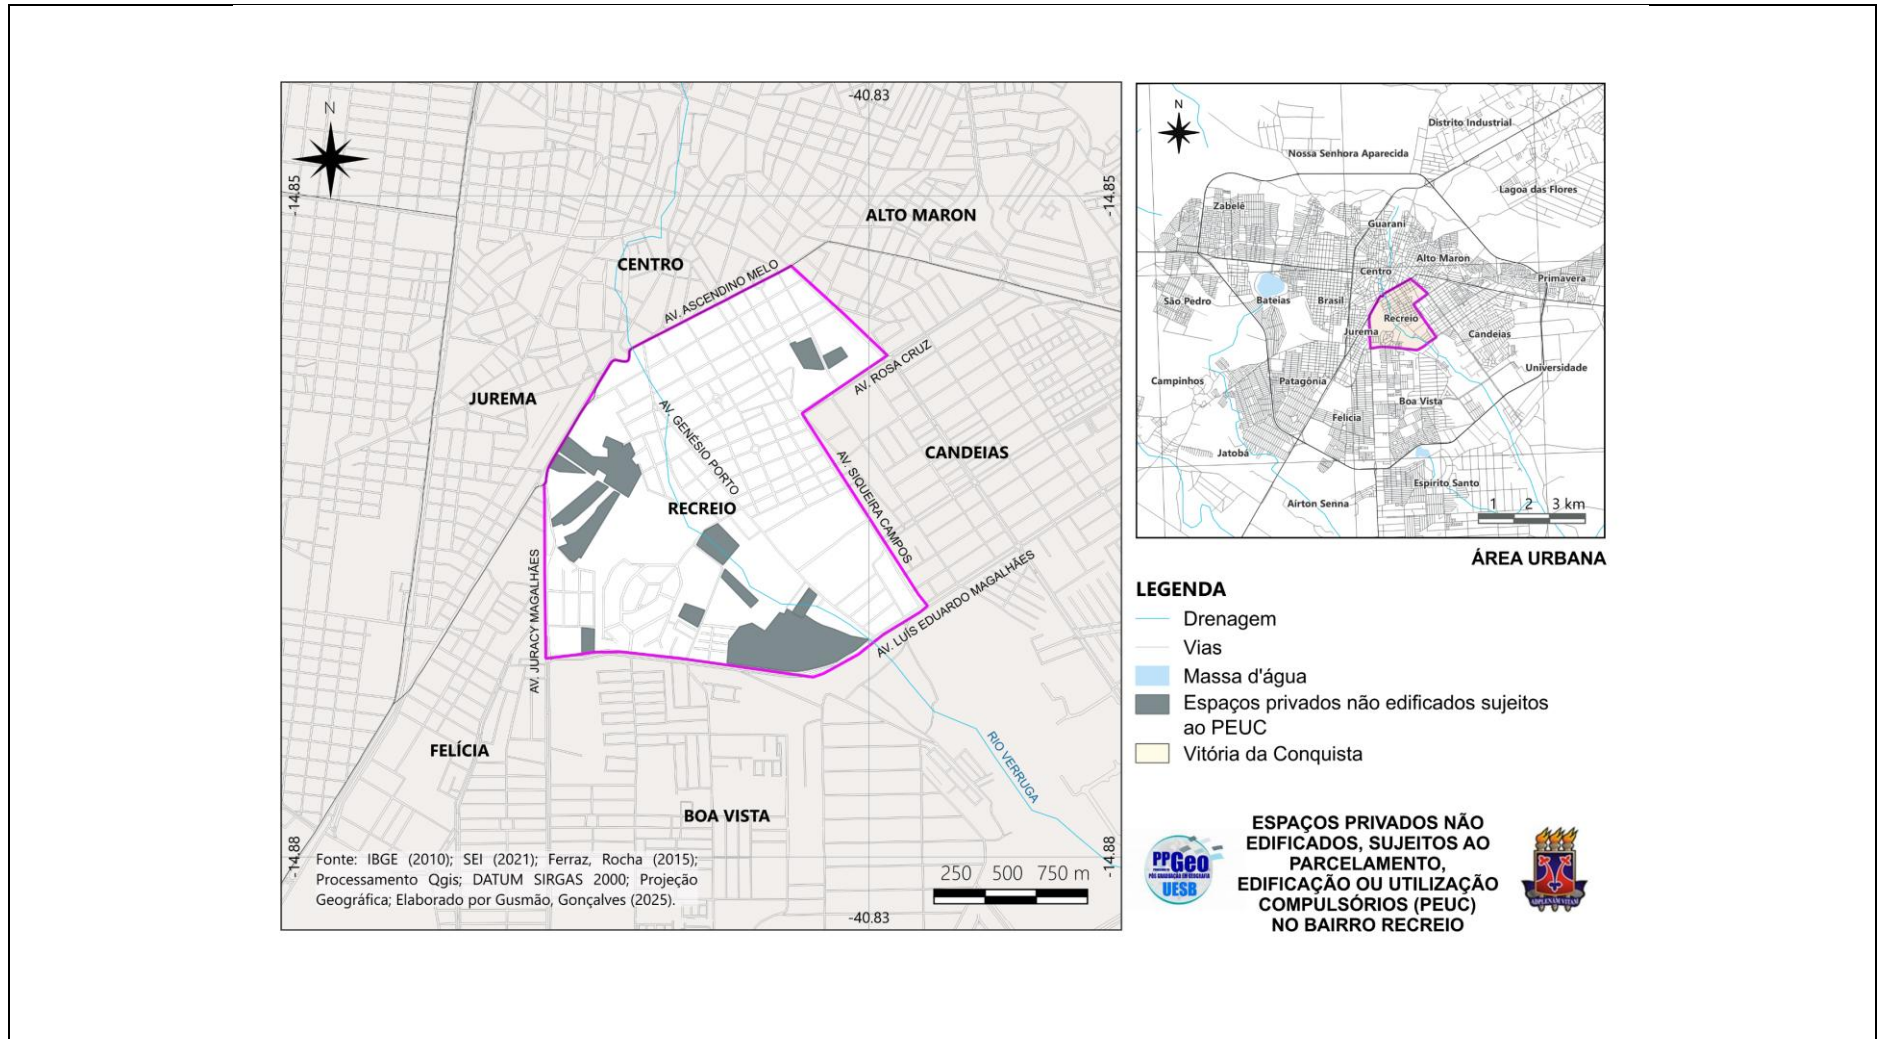 N
-40.83
-14.85
-14.85
ALTO MARON
CENTRO
AV. ASCENDINO MELO
AV. ROSA CRUZ
JUREMA
AV. GENÉSIO PORTO
CANDEIAS
AV. SIQUEIRA CAMPOS
RECREIO
AV. JURACY MAGALHÃES
AV. LUÍS EDUARDO MAGALHÃES
FELÍCIA
RIO VERRUGA
BOA VISTA
-14.88
-14.88
Fonte: IBGE (2010); SEI (2021); Ferraz, Rocha (2015);
Processamento Qgis; DATUM SIRGAS 2000; Projeção
Geográfica; Elaborado por Gusmão, Gonçalves (2025).
250 500 750 m
-40.83
N
Distrito Industrial
Nossa Senhora Aparecida
Lagoa das Flores
Zabelê
Guarani
Alto Maron
Centro
Primavera
São Pedro
Bateias
Brasil
Recreio
Jurema
Candeias
Universidade
Campinhos
Patagônia
Boa Vista
Felícia
Jatobá
Espírito Santo
Airton Senna
1 2 3 km
ÁREA URBANA
LEGENDA
Drenagem
Vias
Massa d'água
Espaços privados não edificados sujeitos
ao PEUC
Vitória da Conquista
PPGeo
UESB
ESPAÇOS PRIVADOS NÃO
EDIFICADOS, SUJEITOS AO
PARCELAMENTO,
EDIFICAÇÃO OU UTILIZAÇÃO
COMPULSÓRIOS (PEUC)
NO BAIRRO RECREIO